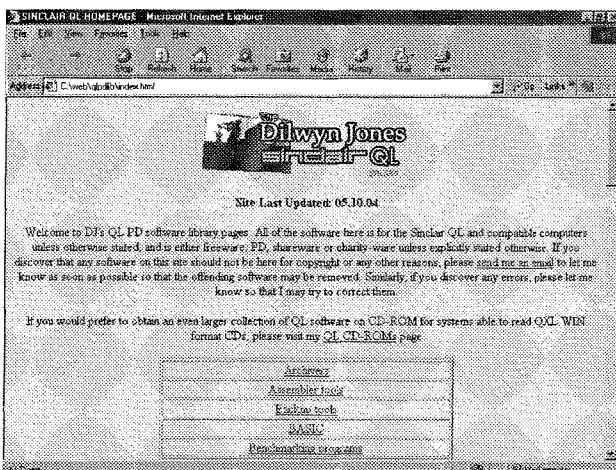 SINCLAIR QL HOMEPAGE - Microsoft Internet Explorer
File Edit View Favorites Tools Help
Stop Refresh Home Search Favorites Media History Mail Print
Address C:\web\qlpdlib\index.html Go Links
The
Dilwyn Jones
sinclair QL
Site Last Updated: 05.10.04
Welcome to DJ's QL PD software library pages. All of the software here is for the Sinclair QL and compatible computers
unless otherwise stated, and is either freeware, PD, shareware or charity-ware unless explicitly stated otherwise. If you
discover that any software on this site should not be here for copyright or any other reasons, please send me an email to let me
know as soon as possible so that the offending software may be removed. Similarly, if you discover any errors, please let me
know so that I may try to correct them.
If you would prefer to obtain an even larger collection of QL software on CD-ROM for systems able to read QXL.WIN
format CDs, please visit my QL CD-ROMs page
Archivers
Assembler tools
Backup tools
BASIC
Benchmarking programs